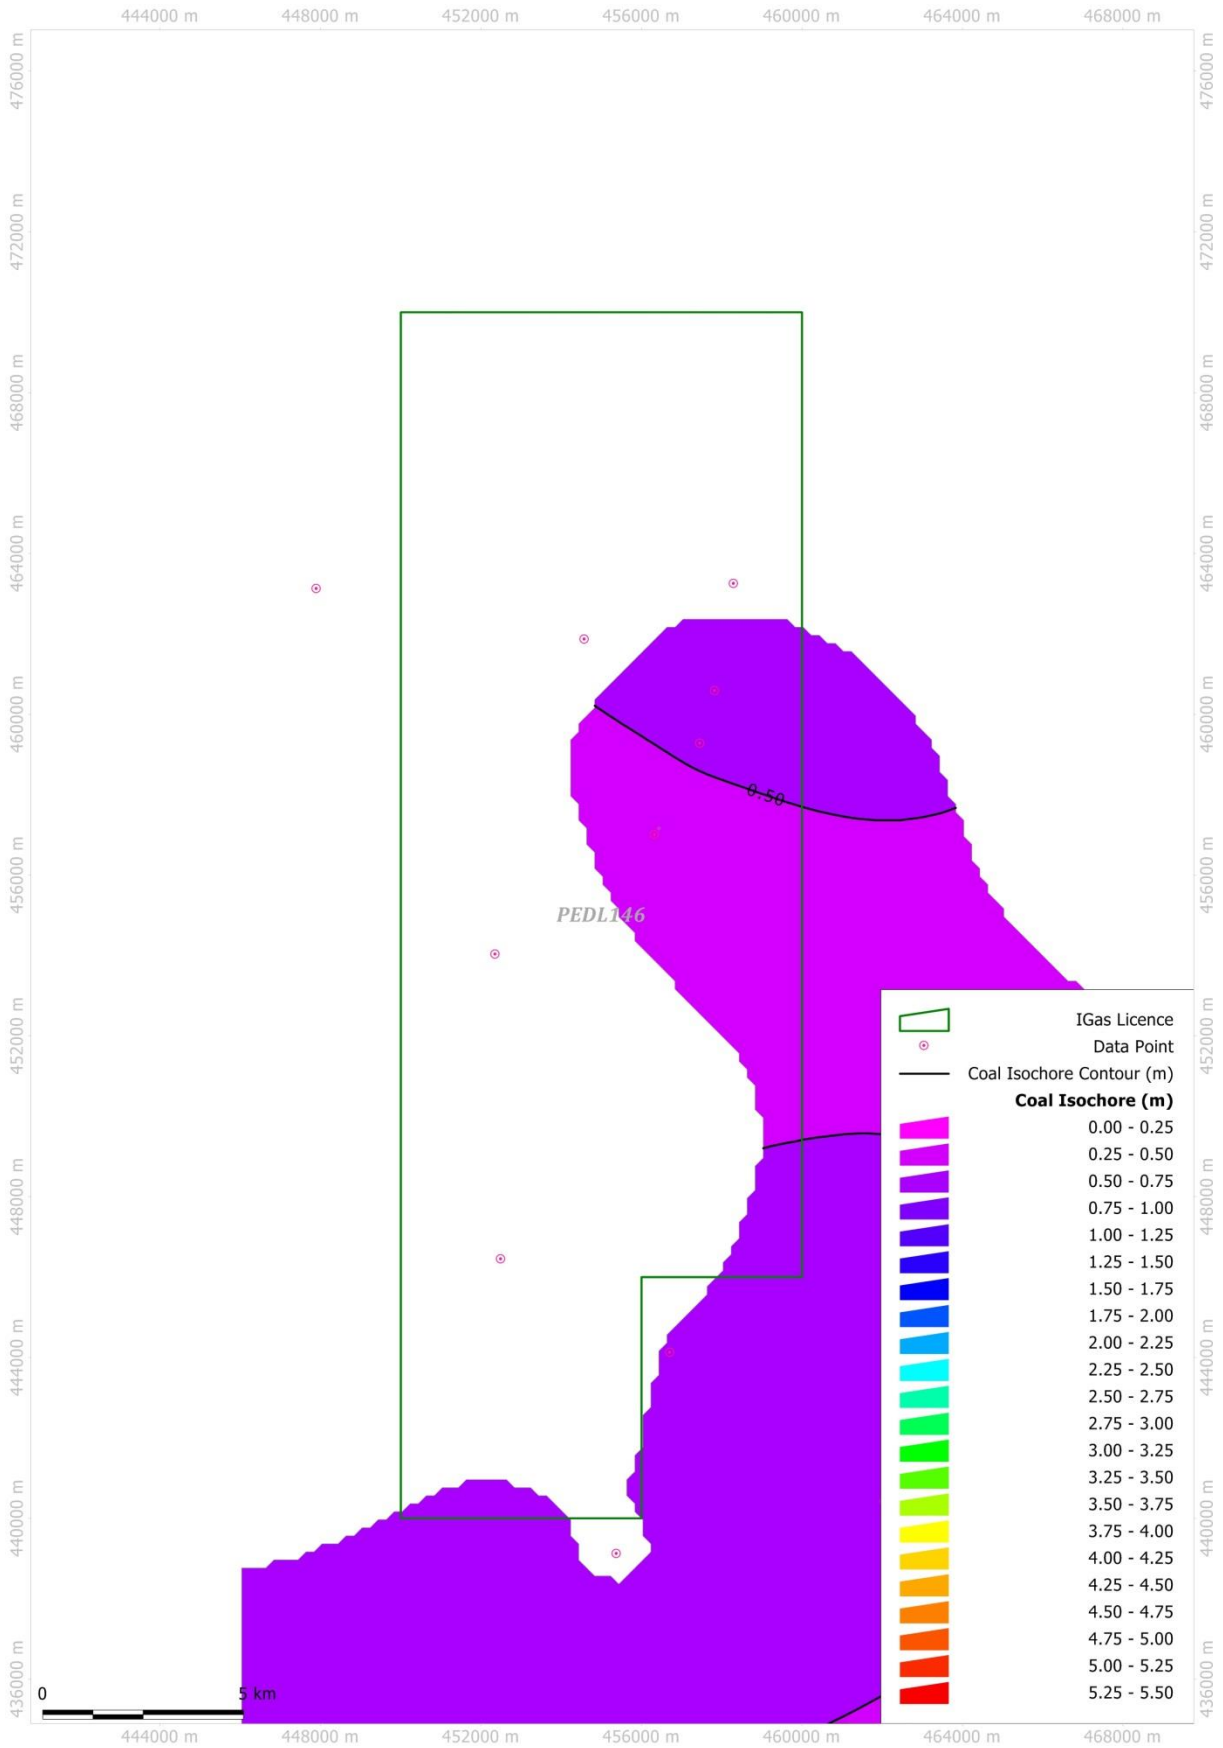 444000 m 448000 m 452000 m 456000 m 460000 m 464000 m 468000 m
476000 m 476000 m
472000 m 472000 m
468000 m 468000 m
464000 m 464000 m
460000 m 460000 m
0.50
456000 m 456000 m
PEDL146
452000 m 452000 m
448000 m 448000 m
444000 m 444000 m
440000 m 440000 m
436000 m 436000 m
IGas Licence
Data Point
Coal Isochore Contour (m)
Coal Isochore (m)
0.00 - 0.25
0.25 - 0.50
0.50 - 0.75
0.75 - 1.00
1.00 - 1.25
1.25 - 1.50
1.50 - 1.75
1.75 - 2.00
2.00 - 2.25
2.25 - 2.50
2.50 - 2.75
2.75 - 3.00
3.00 - 3.25
3.25 - 3.50
3.50 - 3.75
3.75 - 4.00
4.00 - 4.25
4.25 - 4.50
4.50 - 4.75
4.75 - 5.00
5.00 - 5.25
5.25 - 5.50
0 5 km
444000 m 448000 m 452000 m 456000 m 460000 m 464000 m 468000 m